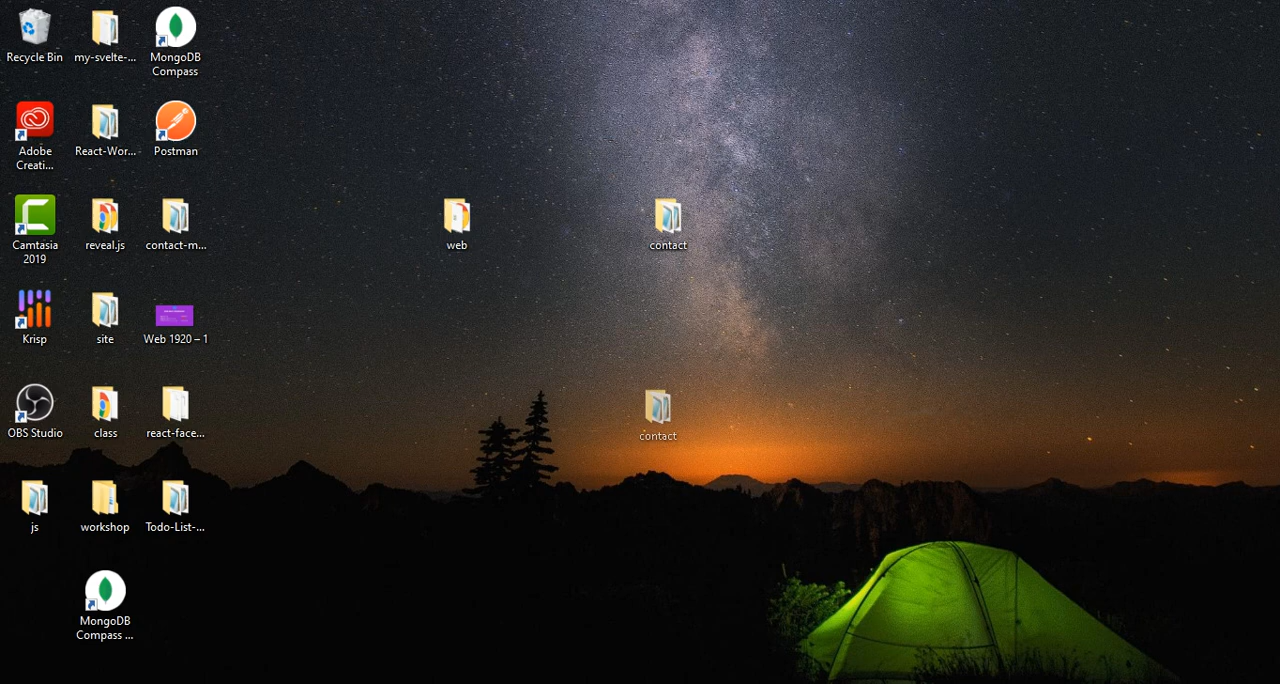 Recycle Bin
my-svelte-...
MongoDB
Compass
Adobe
Creati...
React-Wor...
Postman
Camtasia
2019
reveal.js
contact-m...
web
contact
Krisp
site
Web 1920 – 1
OBS Studio
class
react-face...
contact
js
workshop
Todo-List-...
MongoDB
Compass ...